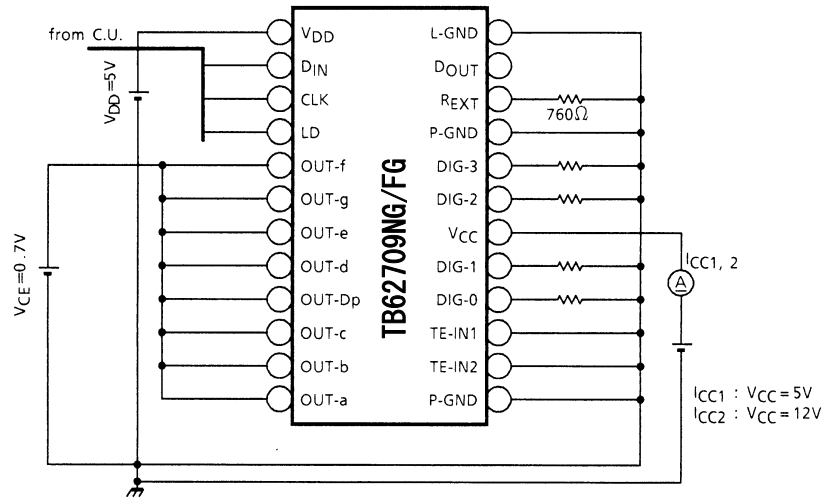 from C.U.
VDD=5V
VCE=0.7V
VDD
DIN
CLK
LD
OUT-f
OUT-g
OUT-e
OUT-d
OUT-Dp
OUT-c
OUT-b
OUT-a
TB62709NG/FG
L-GND
DOUT
REXT
760Ω
P-GND
DIG-3
DIG-2
VCC
DIG-1
DIG-0
TE-IN1
TE-IN2
P-GND
ICC1, 2
A
ICC1 : VCC=5V
ICC2 : VCC=12V